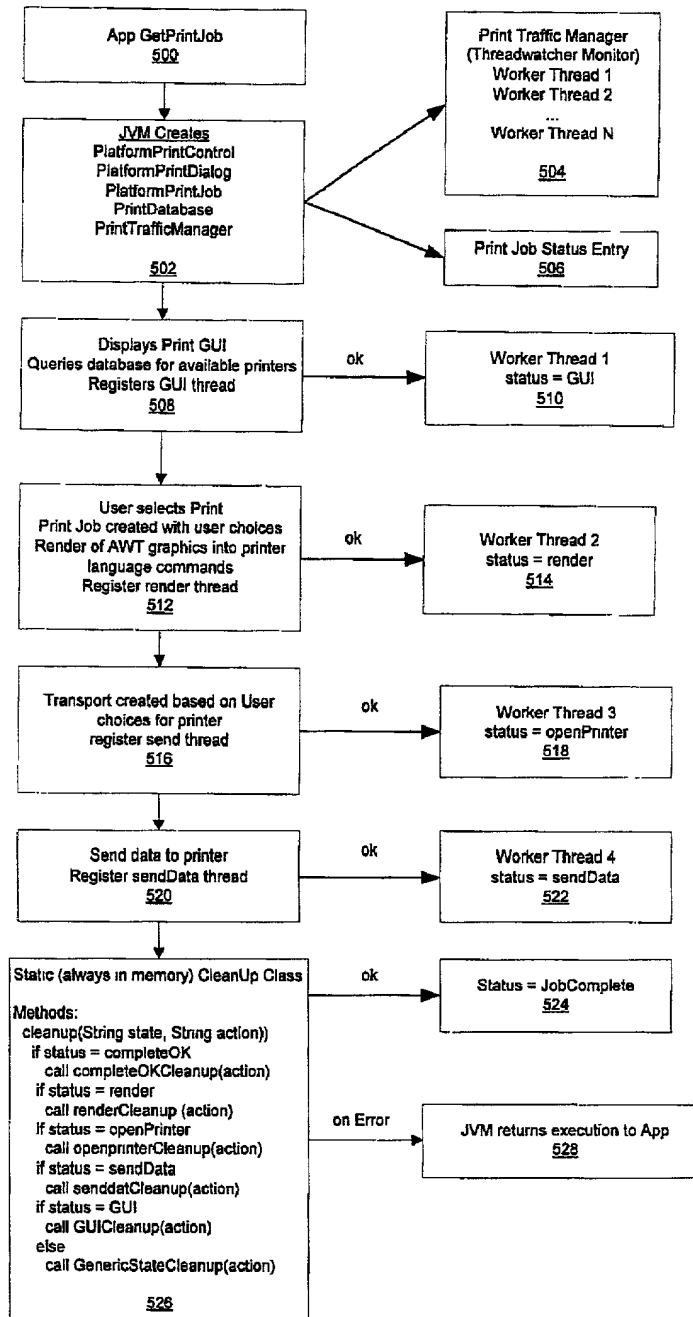 App GetPrintJob
500
Print Traffic Manager
(Threadwatcher Monitor)
Worker Thread 1
Worker Thread 2
...
Worker Thread N
504
JVM Creates
PlatformPrintControl
PlatformPrintDialog
PlatformPrintJob
PrintDatabase
PrintTrafficManager
502
Print Job Status Entry
506
Displays Print GUI
Queries database for available printers
Registers GUI thread
508
ok
Worker Thread 1
status = GUI
510
User selects Print
Print Job created with user choices
Render of AWT graphics into printer
language commands
Register render thread
512
ok
Worker Thread 2
status = render
514
Transport created based on User
choices for printer
register send thread
516
ok
Worker Thread 3
status = openPrinter
518
Send data to printer
Register sendData thread
520
ok
Worker Thread 4
status = sendData
522
Static (always in memory) CleanUp Class
Methods:
cleanup(String state, String action))
if status = completeOK
call completeOKCleanup(action)
if status = render
call renderCleanup (action)
if status = openPrinter
call openprinterCleanup(action)
if status = sendData
call senddatCleanup(action)
if status = GUI
call GUICleanup(action)
else
call GenericStateCleanup(action)
526
ok
Status = JobComplete
524
on Error
JVM returns execution to App
528